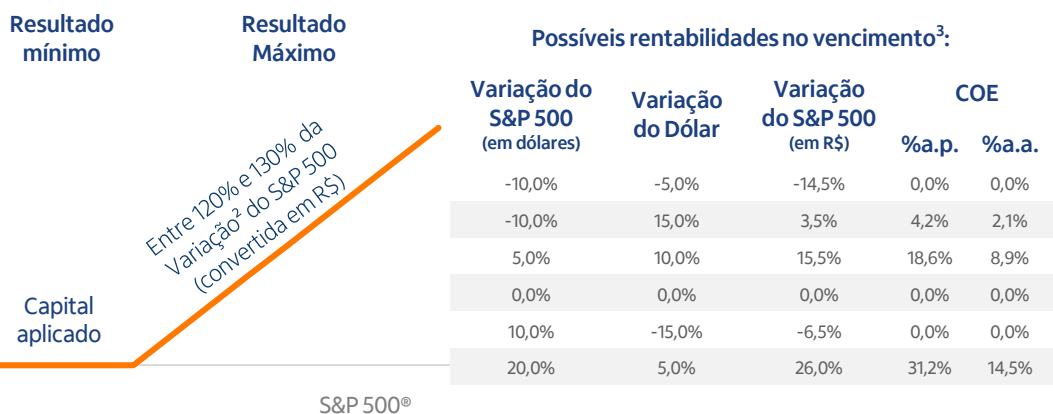 Resultado
mínimo
Resultado
Máximo
Entre 120% e 130% da
Variação² do S&P 500
(convertida em R$)
Capital
aplicado
S&P 500®
Possíveis rentabilidades no vencimento³:
Variação do
S&P 500
(em dólares)
Variação
do Dólar
Variação
do S&P 500
(em R$)
COE
%a.p. %a.a.
-10,0% -5,0% -14,5% 0,0% 0,0%
-10,0% 15,0% 3,5% 4,2% 2,1%
5,0% 10,0% 15,5% 18,6% 8,9%
0,0% 0,0% 0,0% 0,0% 0,0%
10,0% -15,0% -6,5% 0,0% 0,0%
20,0% 5,0% 26,0% 31,2% 14,5%